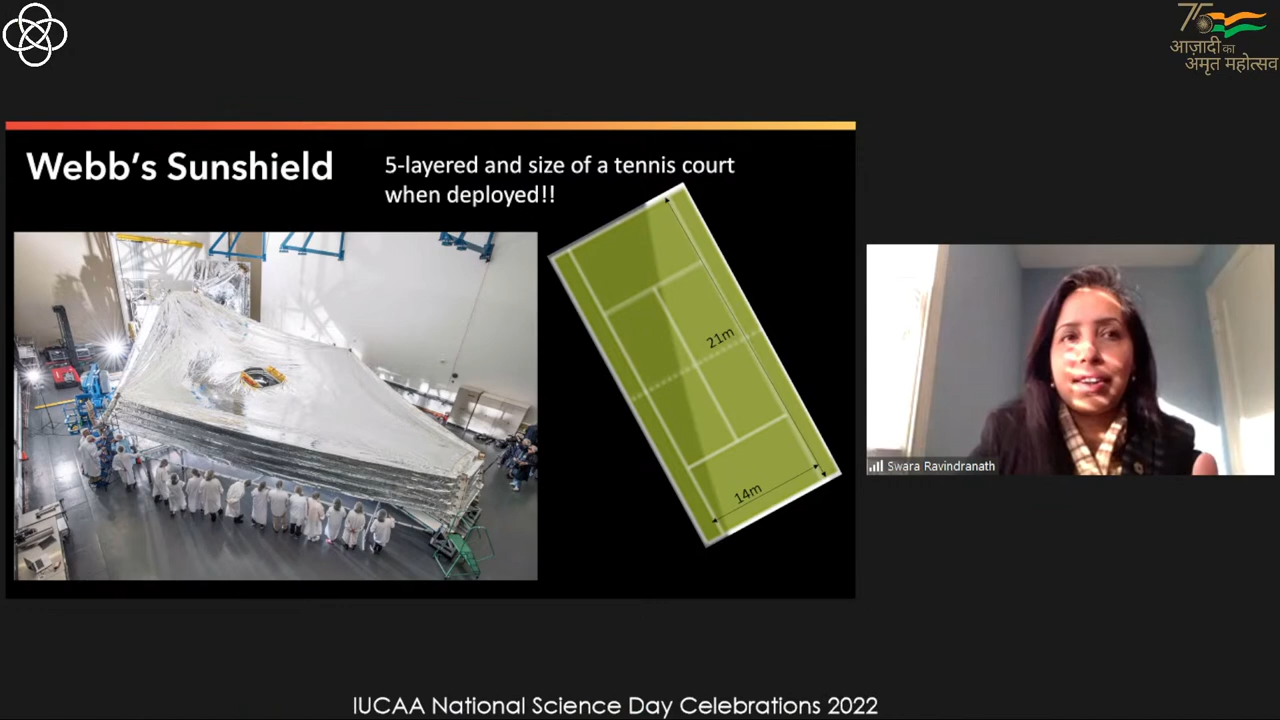 75
आज़ादी का
अमृत महोत्सव
Webb's Sunshield
5-layered and size of a tennis court
when deployed!!
21m
14m
Swara Ravindranath
IUCAA National Science Day Celebrations 2022